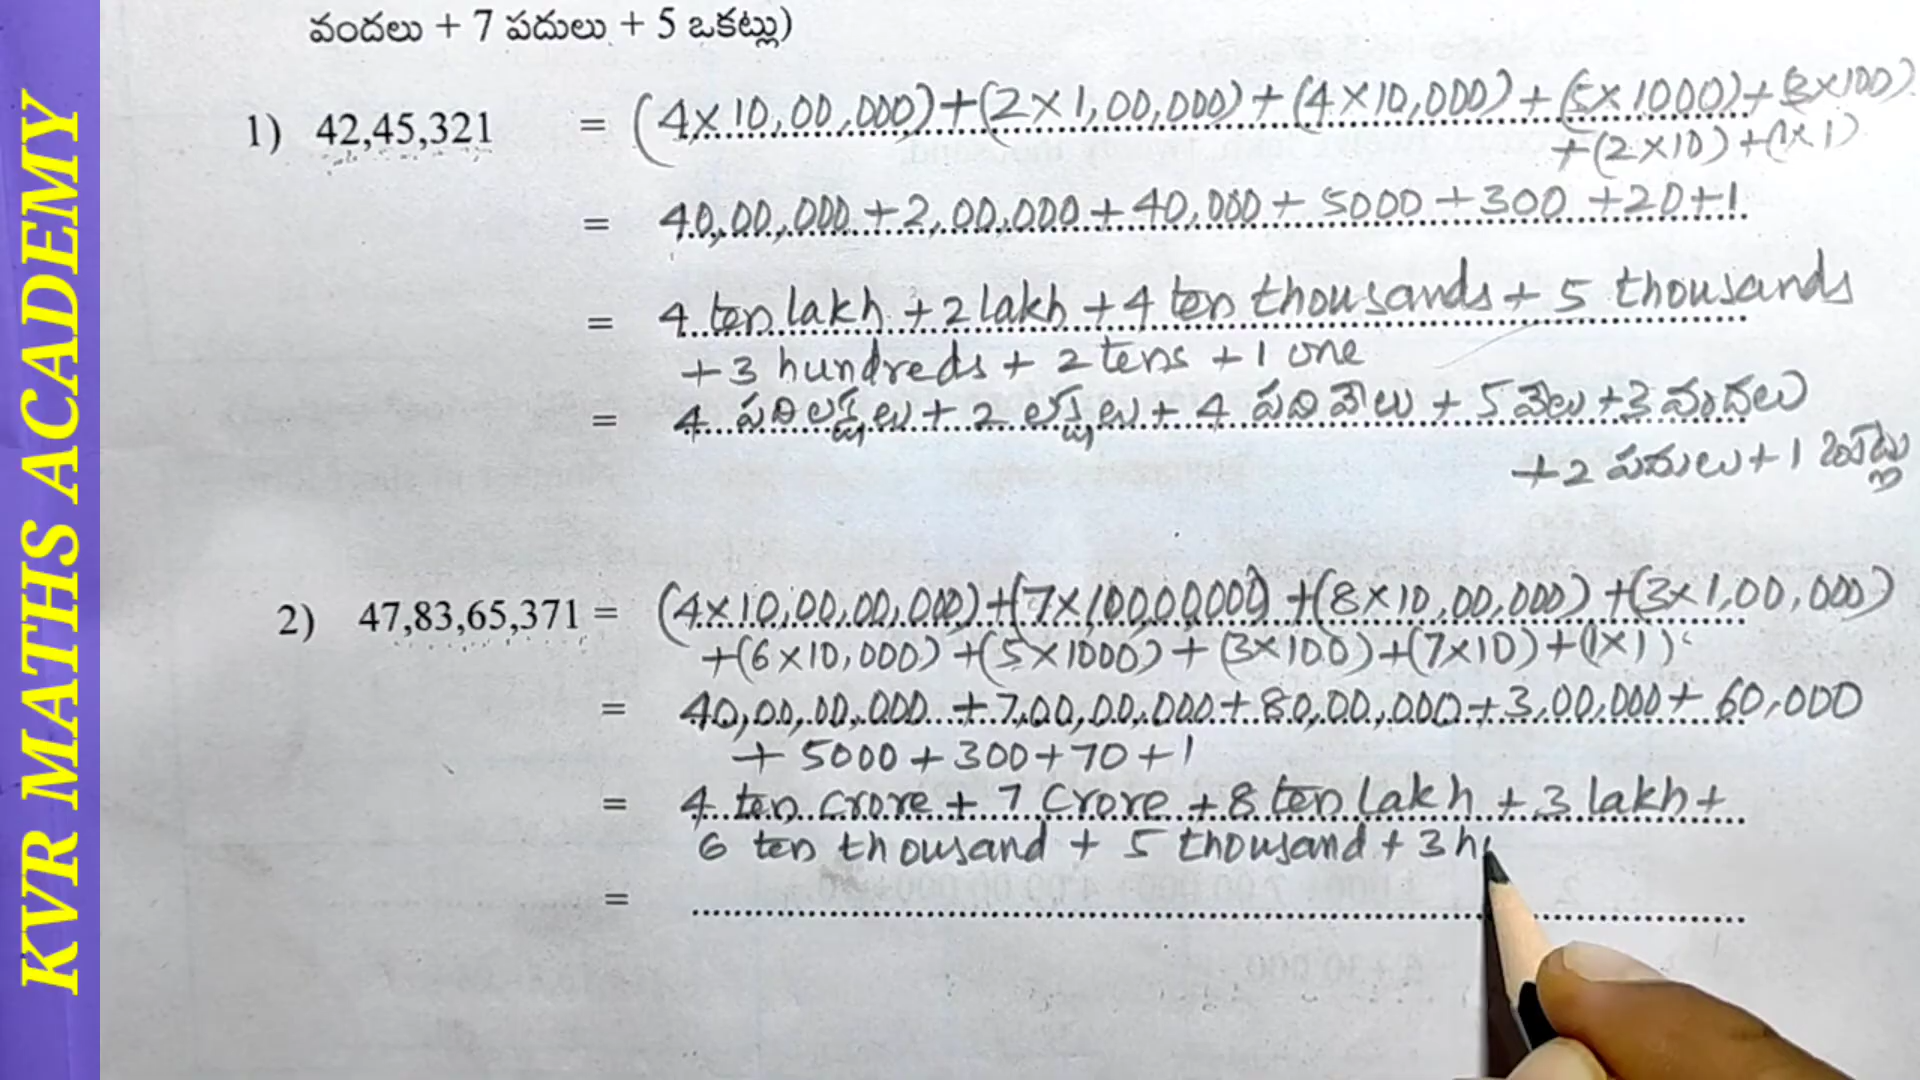 KVR MATHS ACADEMY
వందలు + 7 పదులు + 5 ఒకట్లు)
1) 42,45,321 = (4×10,00,000)+(2×1,00,000)+(4×10,000)+(5×1000)+(3×100)
+(2×10)+(1×1)
= 40,00,000+2,00,000+40,000+5000+300+20+1
= 4 ten lakh + 2 lakh + 4 ten thousands + 5 thousands
+3 hundreds + 2 tens +1 one
= 4 పది లక్షలు + 2 లక్షలు + 4 పది వేలు + 5 వేలు +3 వందలు
+2 పదులు +1
2) 47,83,65,371 = (4×10,00,00,000)+(7×1,00,00,000)+(8×10,00,000)+(3×1,00,000)
+(6×10,000)+(5×1000)+(3×100)+(7×10)+(1×1)
= 40,00,00,000 +7,00,00,000+80,00,000+3,00,000+60,000
+5000+300+70+1
= 4 ten crore + 7 Crore +8 ten lakh +3 lakh+
6 ten thousand + 5 thousand + 3 hu
=